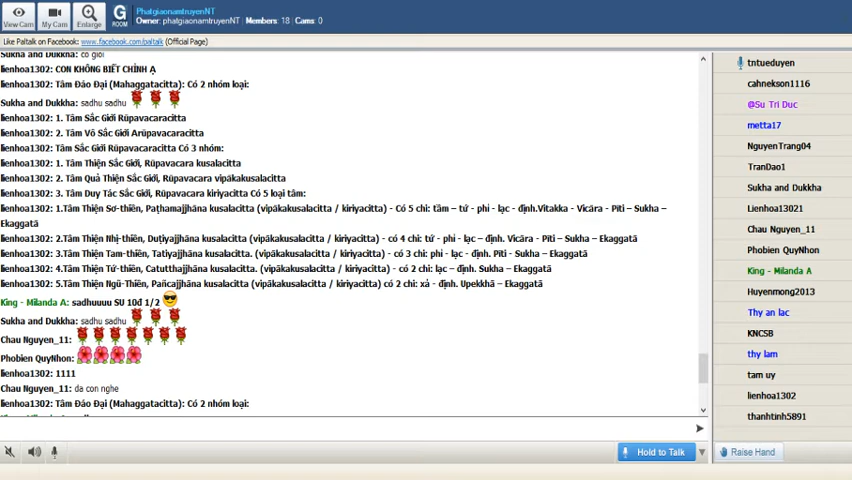 View Cam
My Cam
Enlarge
G
ROOM
PhatgiaonamtruyenNT
Owner: phatgiaonamtruyenNT | Members: 18 | Cams: 0
Like Paltalk on Facebook: www.facebook.com/paltalk (Official Page)
Sukha and Dukkha: co gioi
lienhoa1302: CON KHÔNG BIẾT CHỈNH Ạ
lienhoa1302: Tâm Đáo Đại (Mahaggatacitta): Có 2 nhóm loại:
Sukha and Dukkha: sadhu sadhu
lienhoa1302: 1. Tâm Sắc Giới Rūpavacaracitta
lienhoa1302: 2. Tâm Vô Sắc Giới Arūpavacaracitta
lienhoa1302: Tâm Sắc Giới Rūpavacaracitta Có 3 nhóm:
lienhoa1302: 1. Tâm Thiện Sắc Giới, Rūpavacara kusalacitta
lienhoa1302: 2. Tâm Quả Thiện Sắc Giới, Rūpavacara vipākakusalacitta
lienhoa1302: 3. Tâm Duy Tác Sắc Giới, Rūpavacara kiriyacitta Có 5 loại tâm:
lienhoa1302: 1.Tâm Thiện Sơ-thiền, Paṭhamajjhāna kusalacitta (vipākakusalacitta / kiriyacitta) - Có 5 chi: tầm – tứ - phỉ - lạc – định.Vitakka - Vicāra - Pīti – Sukha –
Ekaggatā
lienhoa1302: 2.Tâm Thiện Nhị-thiền, Dutiyajjhāna kusalacitta (vipākakusalacitta / kiriyacitta) - có 4 chi: tứ - phỉ - lạc – định. Vicāra - Pīti – Sukha – Ekaggatā
lienhoa1302: 3.Tâm Thiện Tam-thiền, Tatiyajjhāna kusalacitta. (vipākakusalacitta / kiriyacitta) - có 3 chi: phỉ - lạc – định. Pīti - Sukha – Ekaggatā
lienhoa1302: 4.Tâm Thiện Tứ-thiền, Catutthajjhāna kusalacitta. (vipākakusalacitta / kiriyacitta) - có 2 chi: lạc – định. Sukha – Ekaggatā
lienhoa1302: 5.Tâm Thiện Ngũ-Thiền, Pañcajjhāna kusalacitta (vipākakusalacitta / kiriyacitta) có 2 chi: xả - định. Upekkhā – Ekaggatā
King - Milanda A: sadhuuuu SU 10đ 1/2
Sukha and Dukkha: sadhu sadhu
Chau Nguyen_11:
Phobien QuyNhon:
lienhoa1302: 1111
Chau Nguyen_11: da con nghe
lienhoa1302: Tâm Đáo Đại (Mahaggatacitta): Có 2 nhóm loại:
Hold to Talk
tntueduyen
cahnekson1116
@Su Tri Duc
metta17
NguyenTrang04
TranDao1
Sukha and Dukkha
Lienhoa13021
Chau Nguyen_11
Phobien QuyNhon
King - Milanda A
Huyenmong2013
Thy an lac
KNCSB
thy lam
tam uy
lienhoa1302
thanhtinh5891
Raise Hand